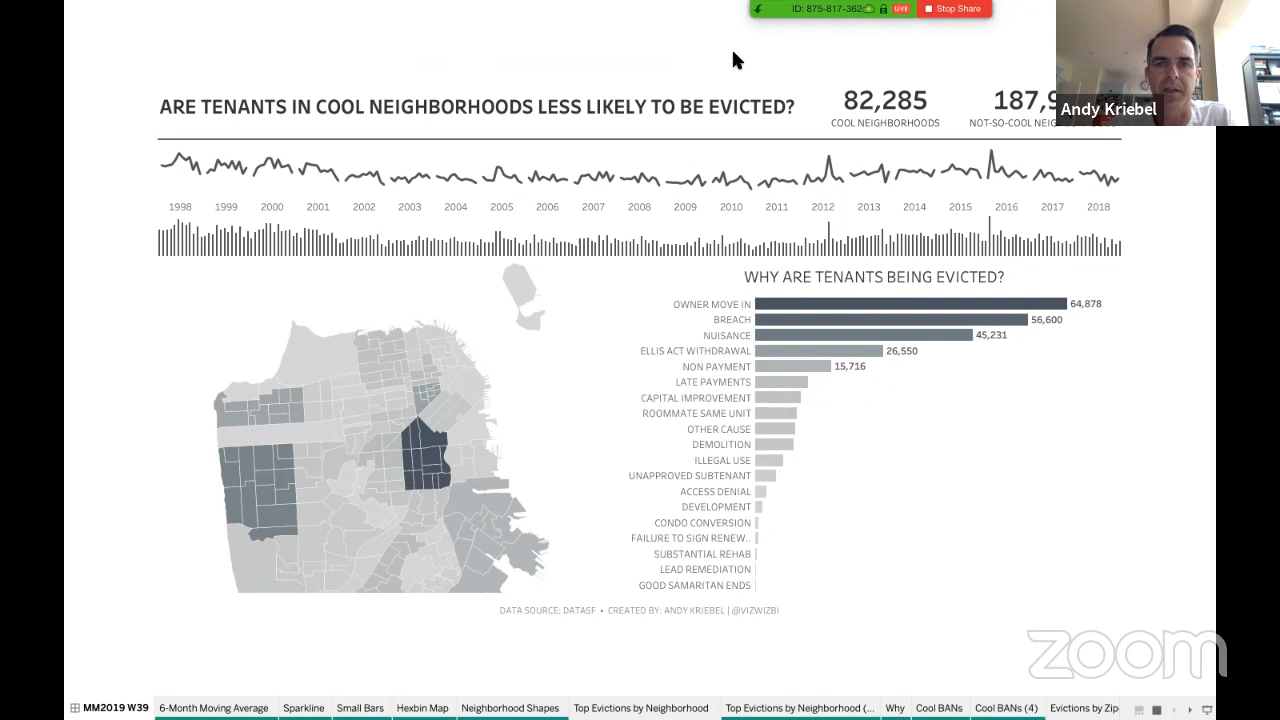 ID: 875-817-362
LIVE
Stop Share
ARE TENANTS IN COOL NEIGHBORHOODS LESS LIKELY TO BE EVICTED?
82,285
COOL NEIGHBORHOODS
187,9
NOT-SO-COOL NEIG
Andy Kriebel
1998 1999 2000 2001 2002 2003 2004 2005 2006 2007 2008 2009 2010 2011 2012 2013 2014 2015 2016 2017 2018
WHY ARE TENANTS BEING EVICTED?
OWNER MOVE IN 64,878
BREACH 56,600
NUISANCE 45,231
ELLIS ACT WITHDRAWAL 26,550
NON PAYMENT 15,716
LATE PAYMENTS
CAPITAL IMPROVEMENT
ROOMMATE SAME UNIT
OTHER CAUSE
DEMOLITION
ILLEGAL USE
UNAPPROVED SUBTENANT
ACCESS DENIAL
DEVELOPMENT
CONDO CONVERSION
FAILURE TO SIGN RENEW..
SUBSTANTIAL REHAB
LEAD REMEDIATION
GOOD SAMARITAN ENDS
DATA SOURCE: DATASF • CREATED BY: ANDY KRIEBEL | @VIZWIZBI
zoom
MM2019 W39 6-Month Moving Average Sparkline Small Bars Hexbin Map Neighborhood Shapes Top Evictions by Neighborhood Top Evictions by Neighborhood (... Why Cool BANs Cool BANs (4) Evictions by Zip